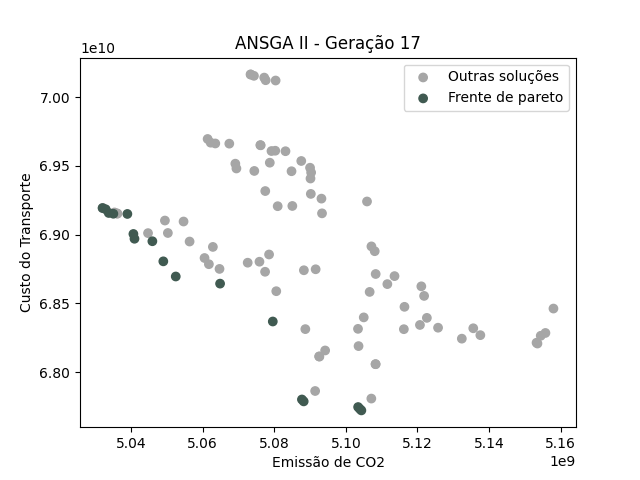 ANSGA II - Geração 17
1e10
Outras soluções
Frente de pareto
7.00
6.95
6.90
6.85
6.80
Custo do Transporte
5.04 5.06 5.08 5.10 5.12 5.14 5.16
Emissão de CO2
1e9